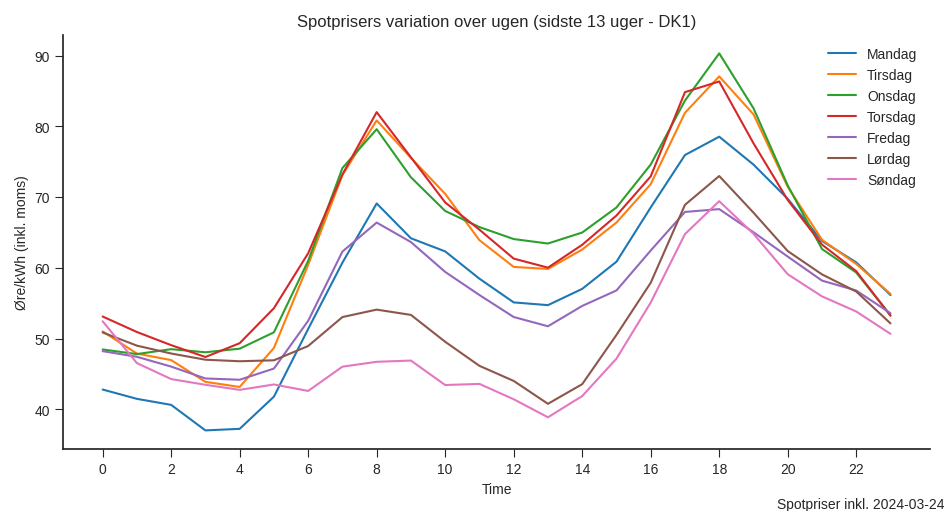 Spotprisers variation over ugen (sidste 13 uger - DK1)
Øre/kWh (inkl. moms)
90
80
70
60
50
40
Mandag
Tirsdag
Onsdag
Torsdag
Fredag
Lørdag
Søndag
0 2 4 6 8 10 12 14 16 18 20 22
Time
Spotpriser inkl. 2024-03-24